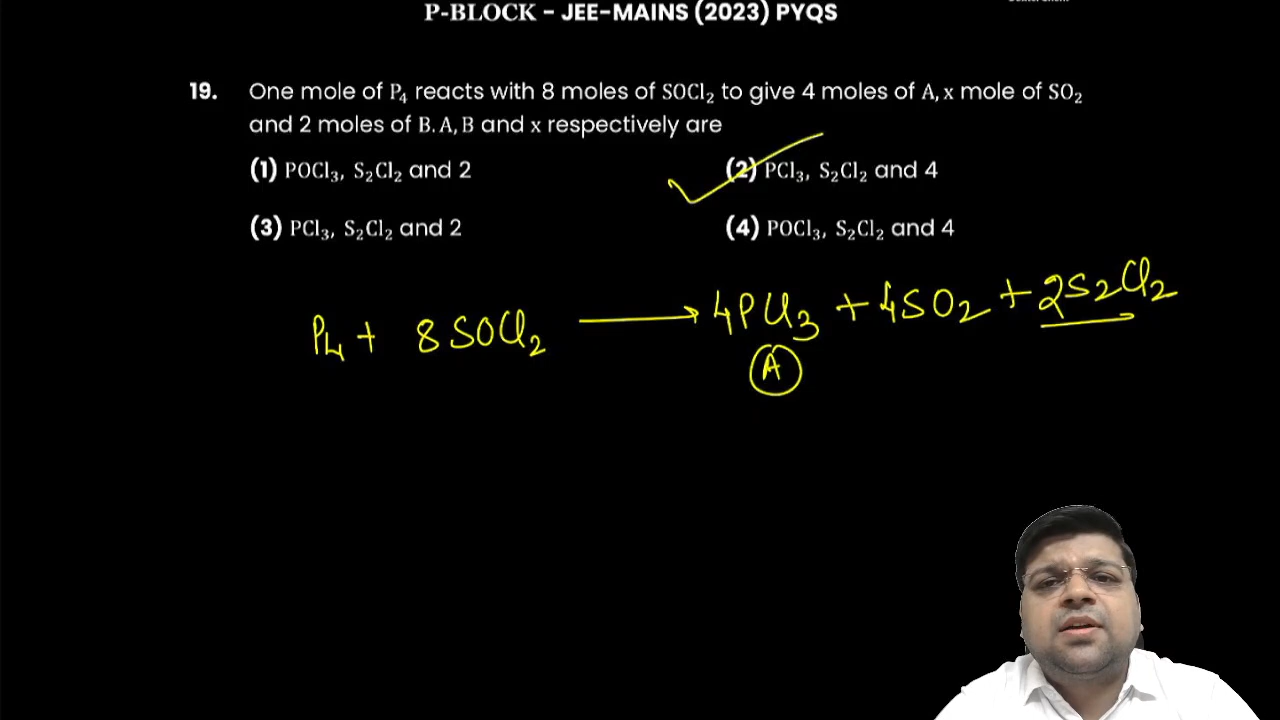 P-BLOCK - JEE-MAINS (2023) PYQS
19. One mole of P₄ reacts with 8 moles of SOCl₂ to give 4 moles of A, x mole of SO₂
and 2 moles of B. A, B and x respectively are
(1) POCl₃, S₂Cl₂ and 2 (2) PCl₃, S₂Cl₂ and 4
(3) PCl₃, S₂Cl₂ and 2 (4) POCl₃, S₂Cl₂ and 4
P₄ + 8 SOCl₂ ⟶ 4PCl₃ + 4SO₂ + 2S₂Cl₂
A